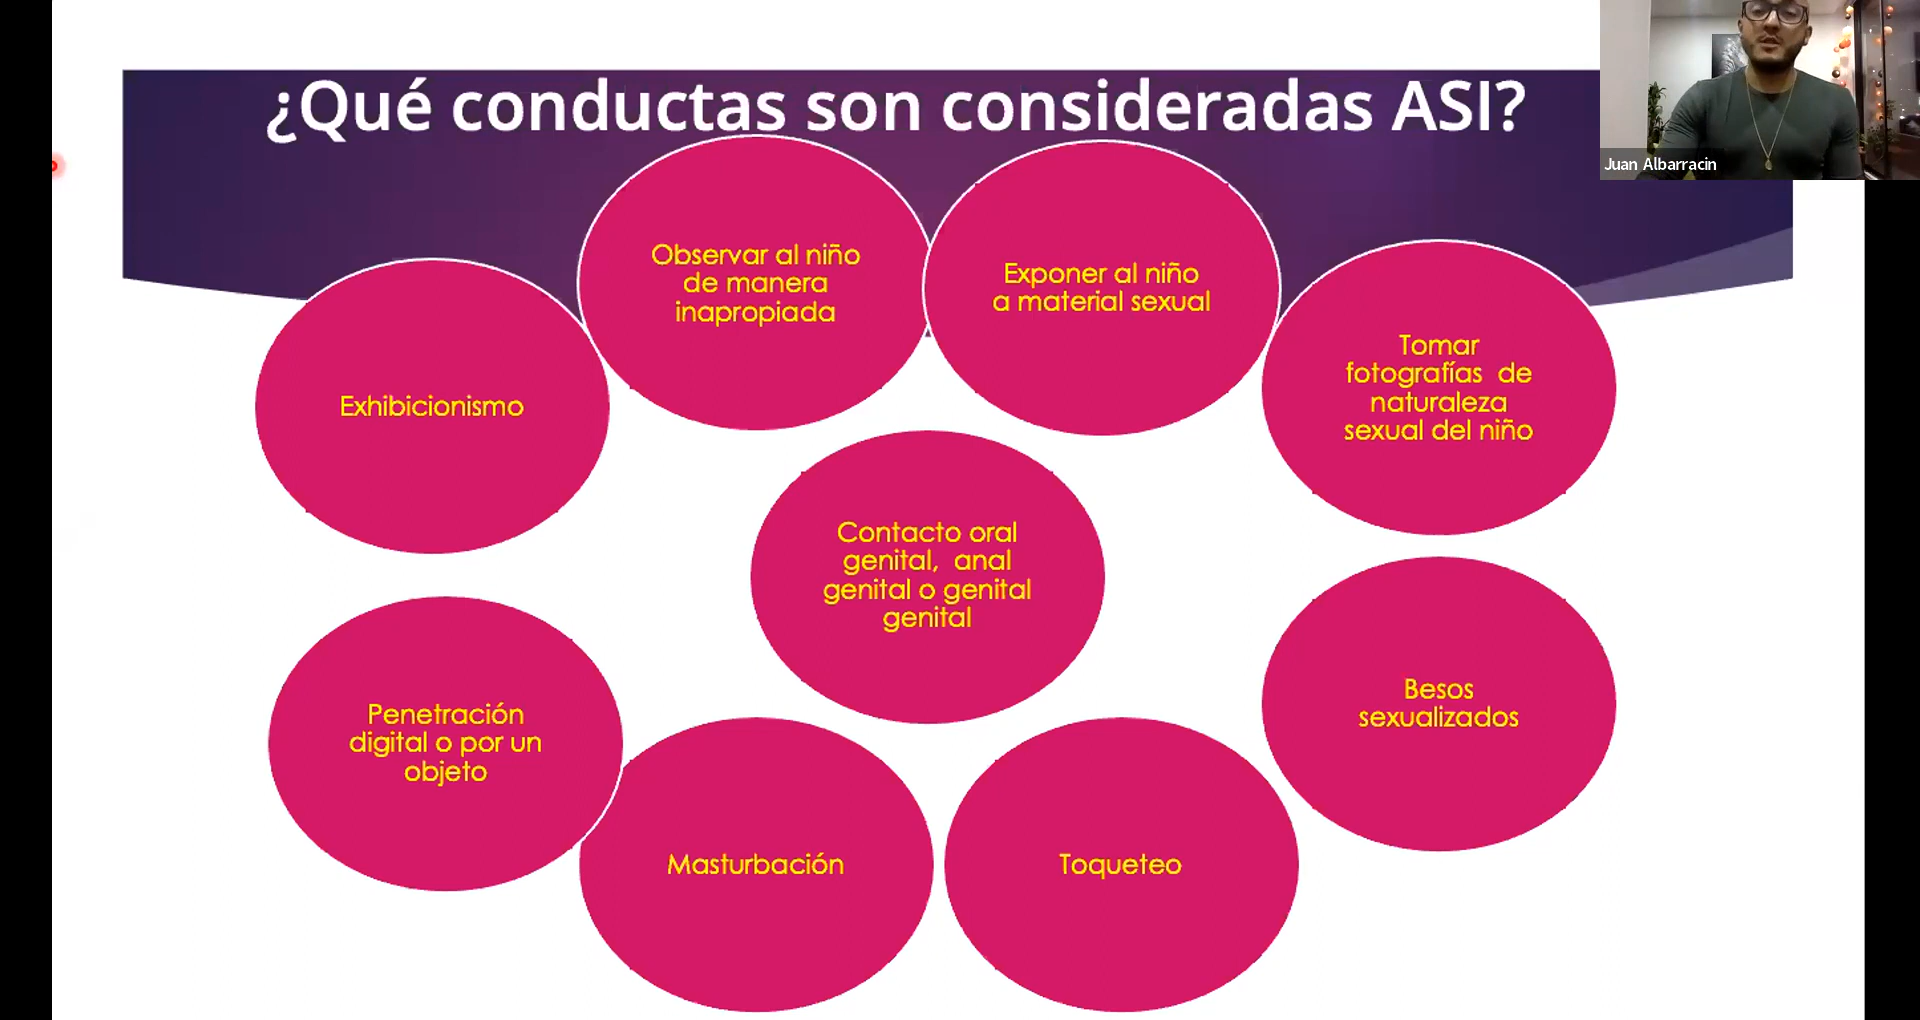 ¿Qué conductas son consideradas ASI?
Juan Albarracin
Observar al niño
de manera
inapropiada
Exponer al niño
a material sexual
Exhibicionismo
Tomar
fotografías  de
naturaleza
sexual del niño
Contacto oral
genital,  anal
genital o genital
genital
Penetración
digital o por un
objeto
Besos
sexualizados
Masturbación
Toqueteo